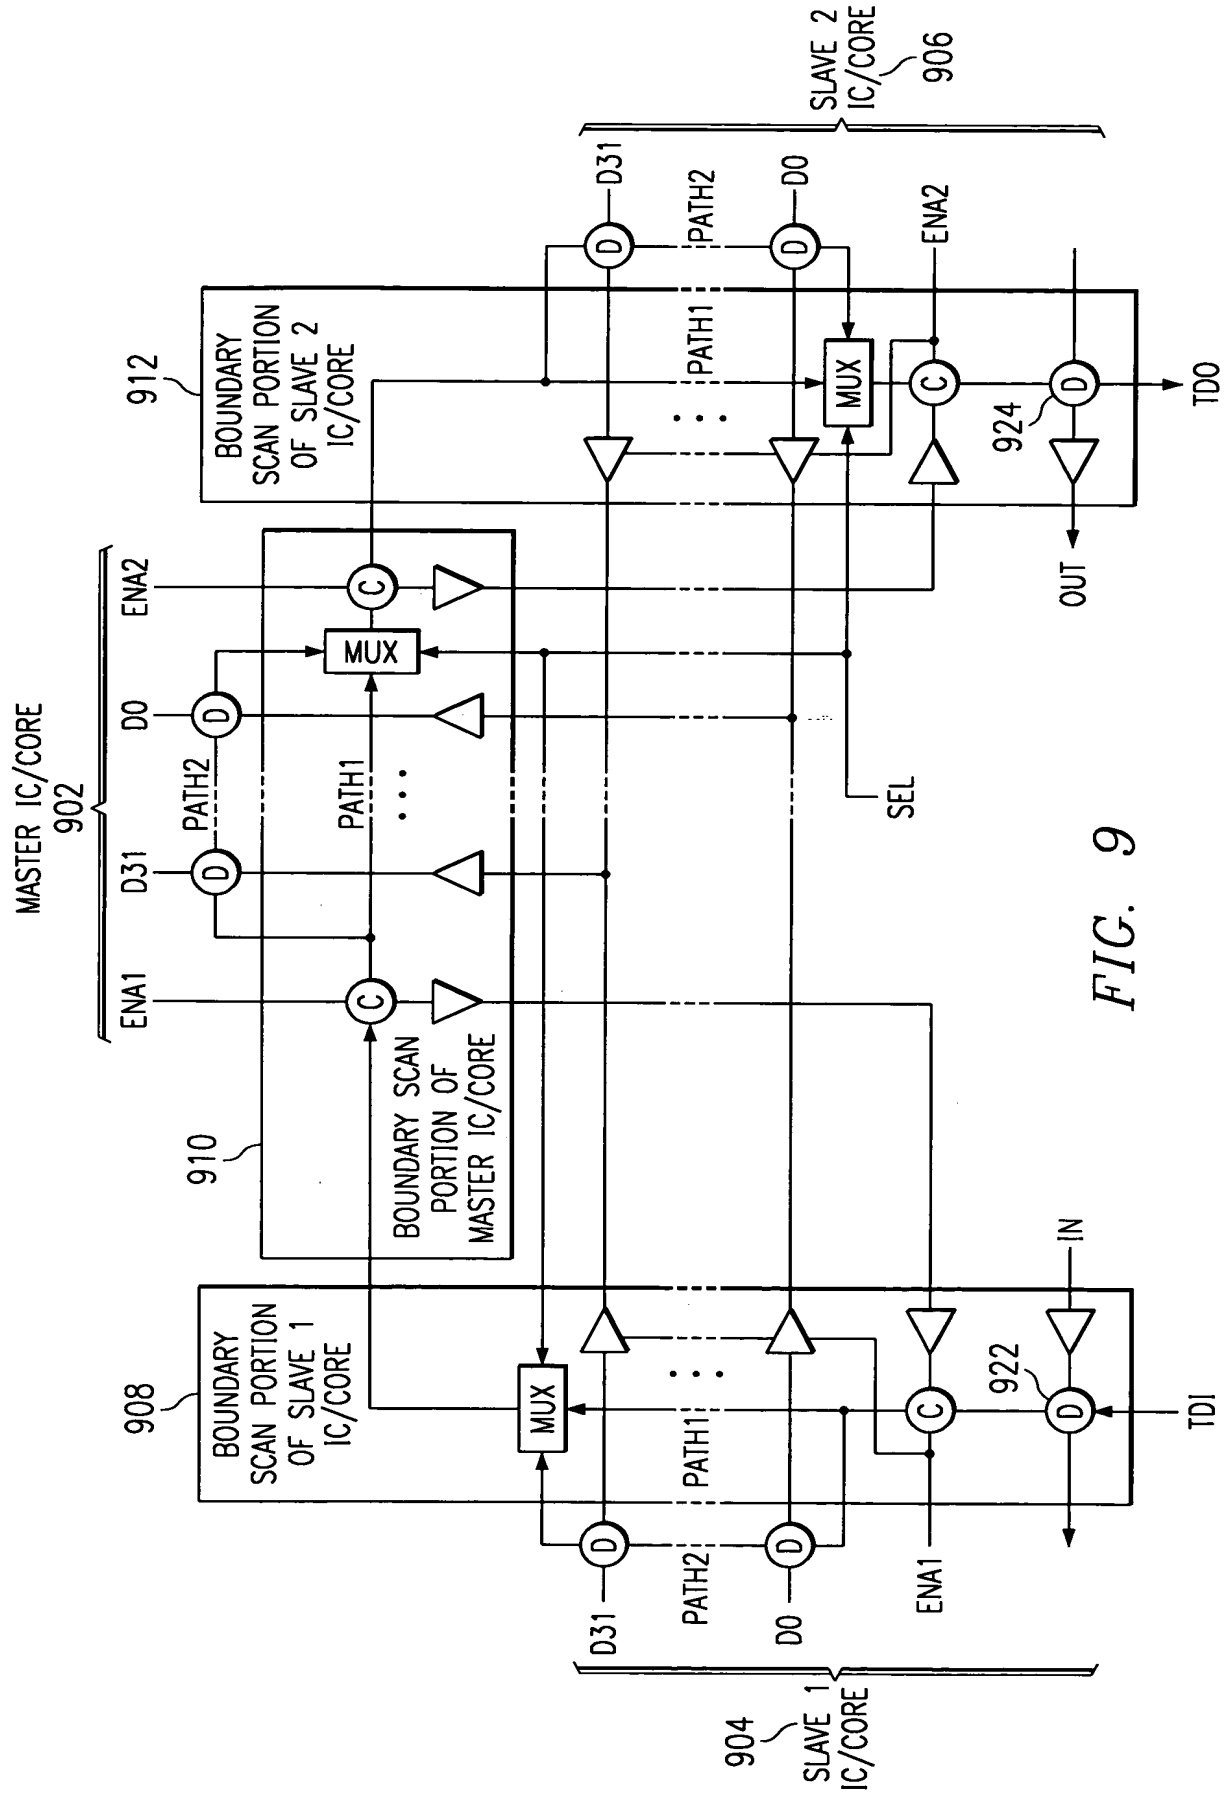 MASTER IC/CORE
902
ENA1
D31
D0
ENA2
PATH2
D
D
910
C
PATH1
MUX
C
BOUNDARY SCAN
PORTION OF
MASTER IC/CORE
908
BOUNDARY
SCAN PORTION
OF SLAVE 1
IC/CORE
MUX
904
SLAVE 1
IC/CORE
D31
D
PATH2
PATH1
D0
D
ENA1
C
922
D
IN
TDI
912
BOUNDARY
SCAN PORTION
OF SLAVE 2
IC/CORE
D
D31
PATH1
PATH2
D
D0
MUX
SEL
C
ENA2
OUT
924
D
TDO
SLAVE 2
IC/CORE
906
FIG. 9